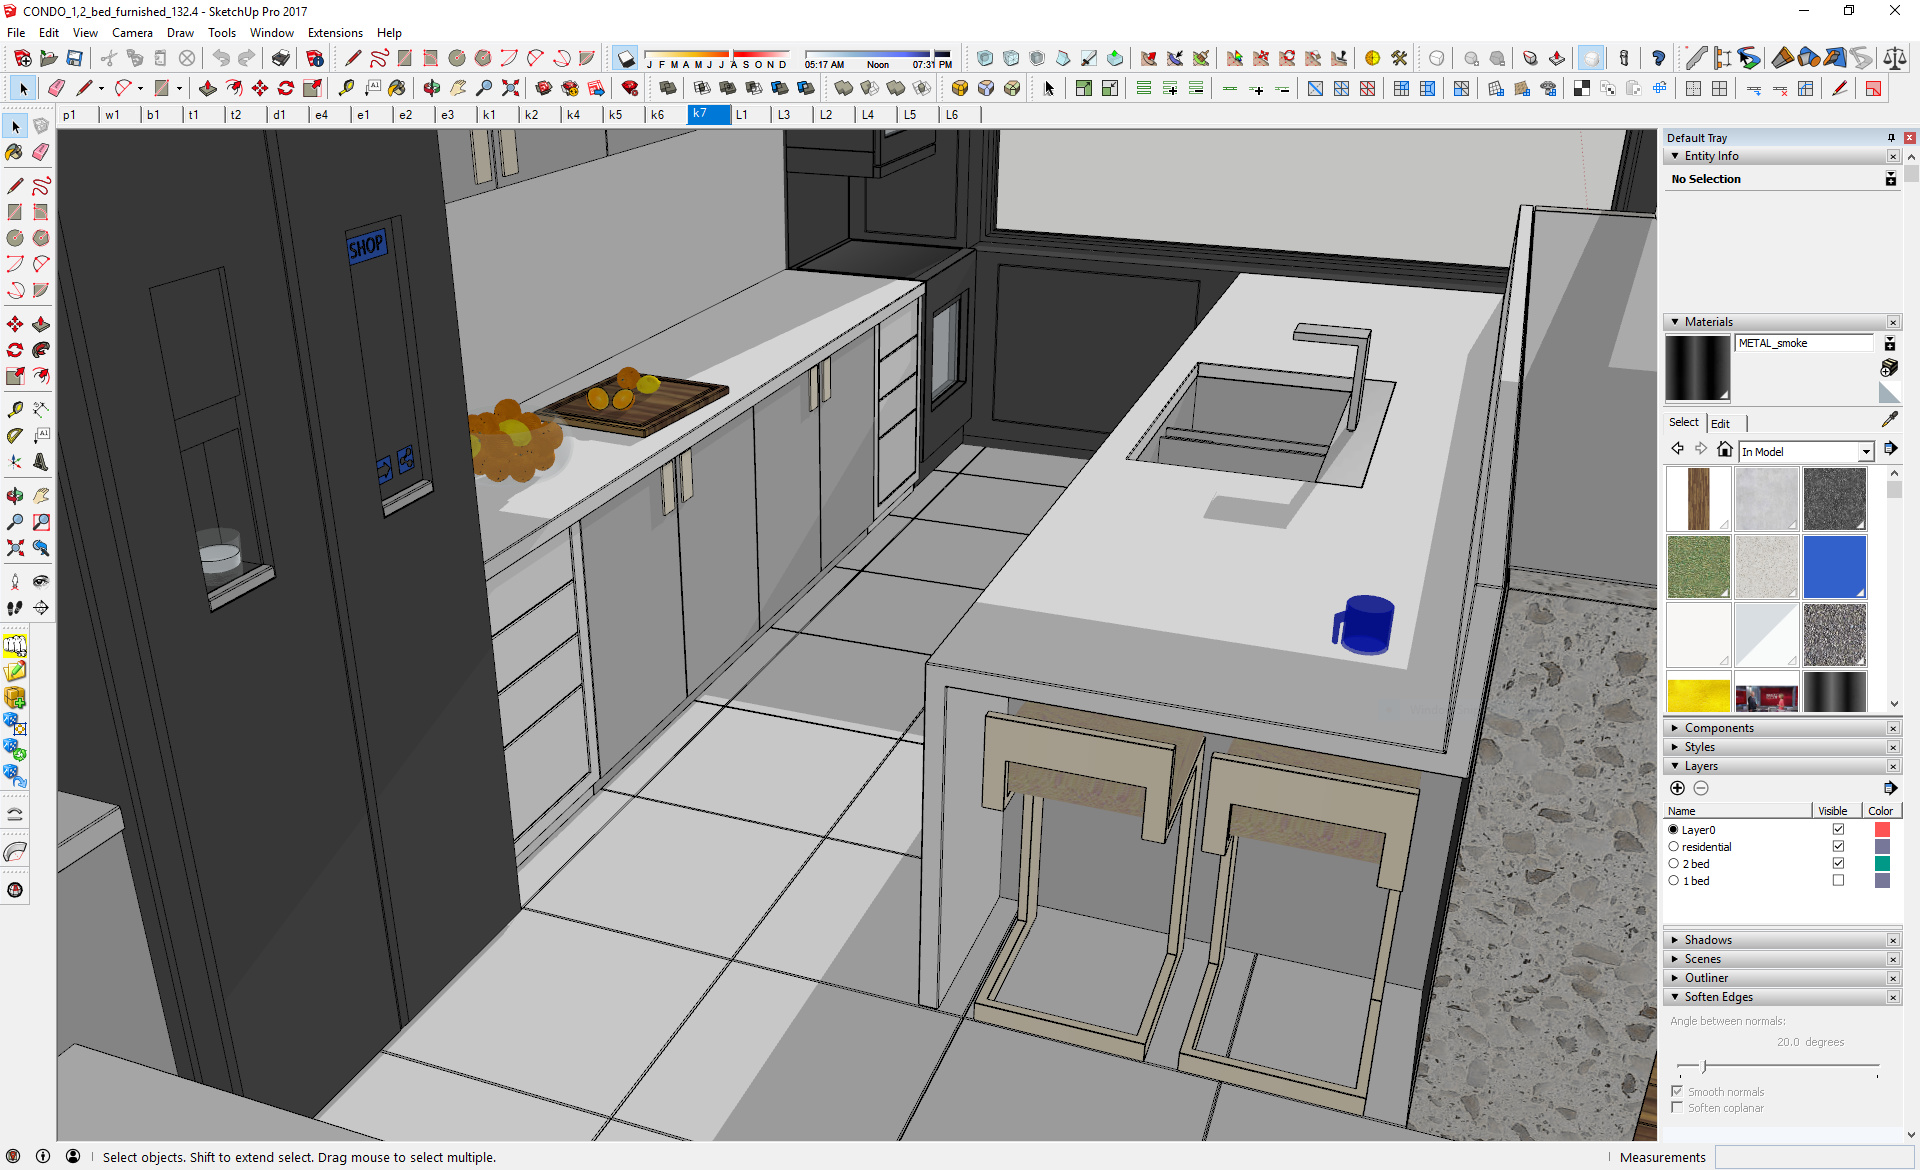 CONDO_1,2_bed_furnished_132.4 - SketchUp Pro 2017
File Edit View Camera Draw Tools Window Extensions Help
J F M A M J J A S O N D 05:17 AM Noon 07:31 PM
p1 w1 b1 t1 t2 d1 e4 e1 e2 e3 k1 k2 k4 k5 k6 k7 L1 L3 L2 L4 L5 L6
SHOP
Default Tray
Entity Info
No Selection
Materials
METAL_smoke
Select Edit
In Model
Components
Styles
Layers
Name Visible Color
Layer0
residential
2 bed
1 bed
Shadows
Scenes
Outliner
Soften Edges
Angle between normals:
20.0 degrees
Smooth normals
Soften coplanar
Select objects. Shift to extend select. Drag mouse to select multiple.
Measurements